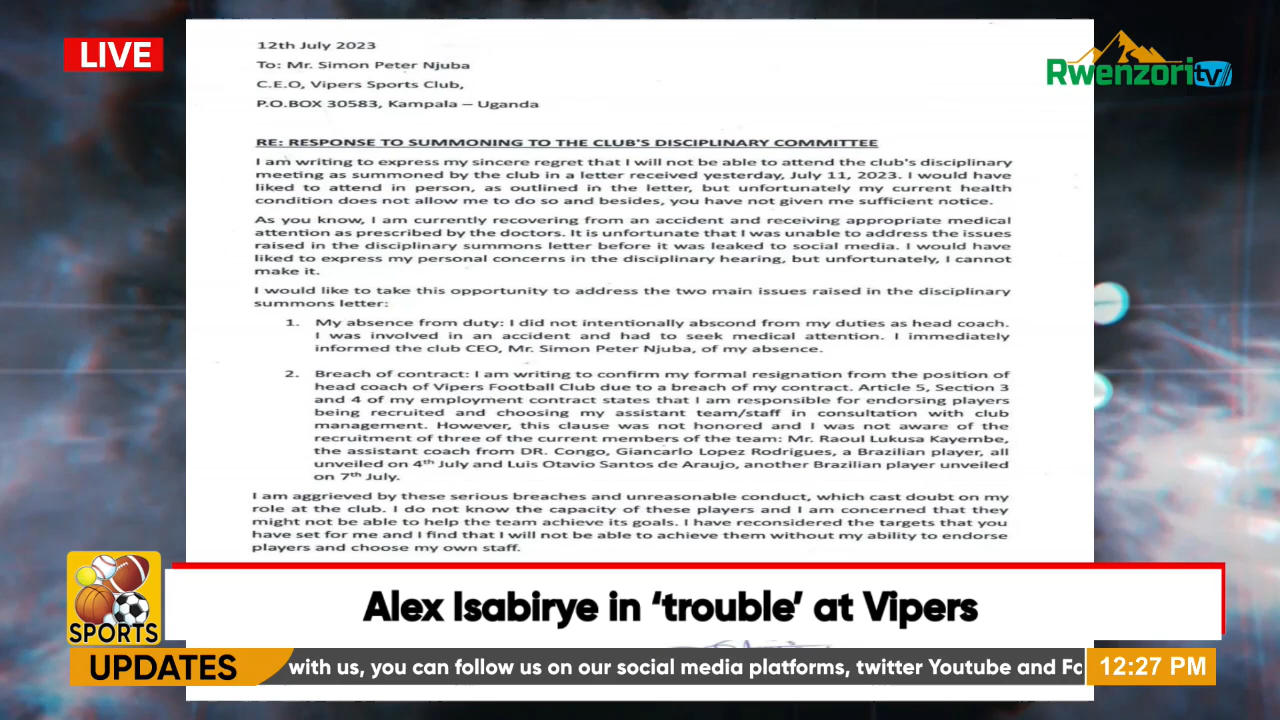 LIVE
Rwenzori tv
12th July 2023
To: Mr. Simon Peter Njuba
C.E.O, Vipers Sports Club,
P.O.BOX 30583, Kampala – Uganda
RE: RESPONSE TO SUMMONING TO THE CLUB'S DISCIPLINARY COMMITTEE
I am writing to express my sincere regret that I will not be able to attend the club's disciplinary
meeting as summoned by the club in a letter received yesterday, July 11, 2023. I would have
liked to attend in person, as outlined in the letter, but unfortunately my current health
condition does not allow me to do so and besides, you have not given me sufficient notice.
As you know, I am currently recovering from an accident and receiving appropriate medical
attention as prescribed by the doctors. It is unfortunate that I was unable to address the issues
raised in the disciplinary summons letter before it was leaked to social media. I would have
liked to express my personal concerns in the disciplinary hearing, but unfortunately, I cannot
make it.
I would like to take this opportunity to address the two main issues raised in the disciplinary
summons letter:
1. My absence from duty: I did not intentionally abscond from my duties as head coach.
I was involved in an accident and had to seek medical attention. I immediately
informed the club CEO, Mr. Simon Peter Njuba, of my absence.
2. Breach of contract: I am writing to confirm my formal resignation from the position of
head coach of Vipers Football Club due to a breach of my contract. Article 5, Section 3
and 4 of my employment contract states that I am responsible for endorsing players
being recruited and choosing my assistant team/staff in consultation with club
management. However, this clause was not honored and I was not aware of the
recruitment of three of the current members of the team: Mr. Raoul Lukusa Kayembe,
the assistant coach from DR. Congo, Giancarlo Lopez Rodrigues, a Brazilian player, all
unveiled on 4th July and Luis Otavio Santos de Araujo, another Brazilian player unveiled
on 7th July.
I am aggrieved by these serious breaches and unreasonable conduct, which cast doubt on my
role at the club. I do not know the capacity of these players and I am concerned that they
might not be able to help the team achieve its goals. I have reconsidered the targets that you
have set for me and I find that I will not be able to achieve them without my ability to endorse
players and choose my own staff.
SPORTS
Alex Isabirye in ‘trouble’ at Vipers
UPDATES
with us, you can follow us on our social media platforms, twitter Youtube and Fa
12:27 PM